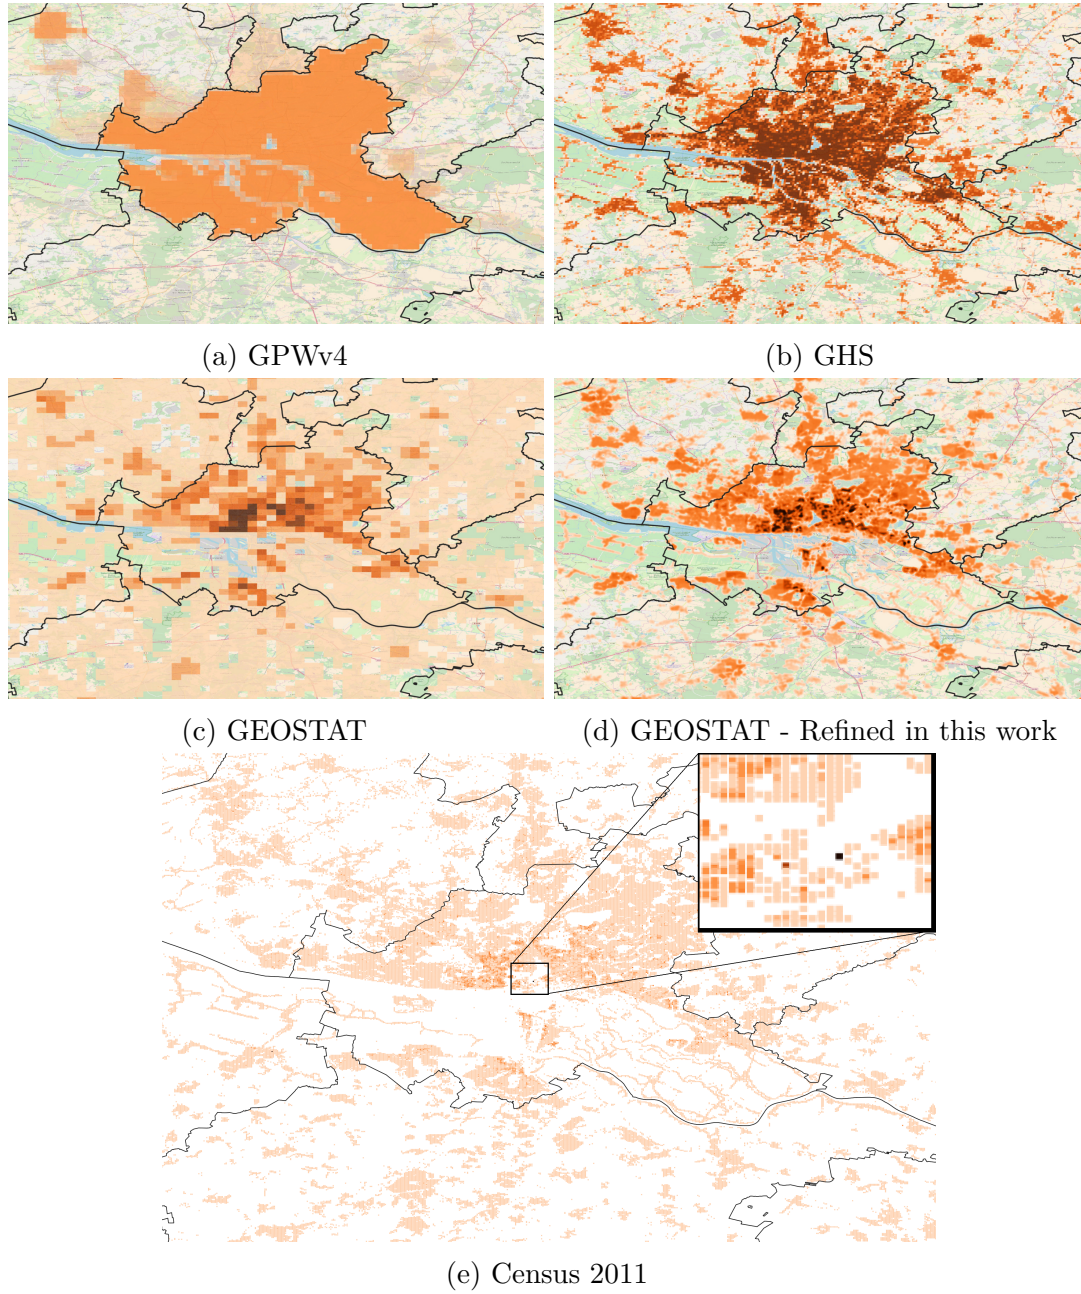 (a) GPWv4
(b) GHS
(c) GEOSTAT
(d) GEOSTAT - Refined in this work
(e) Census 2011